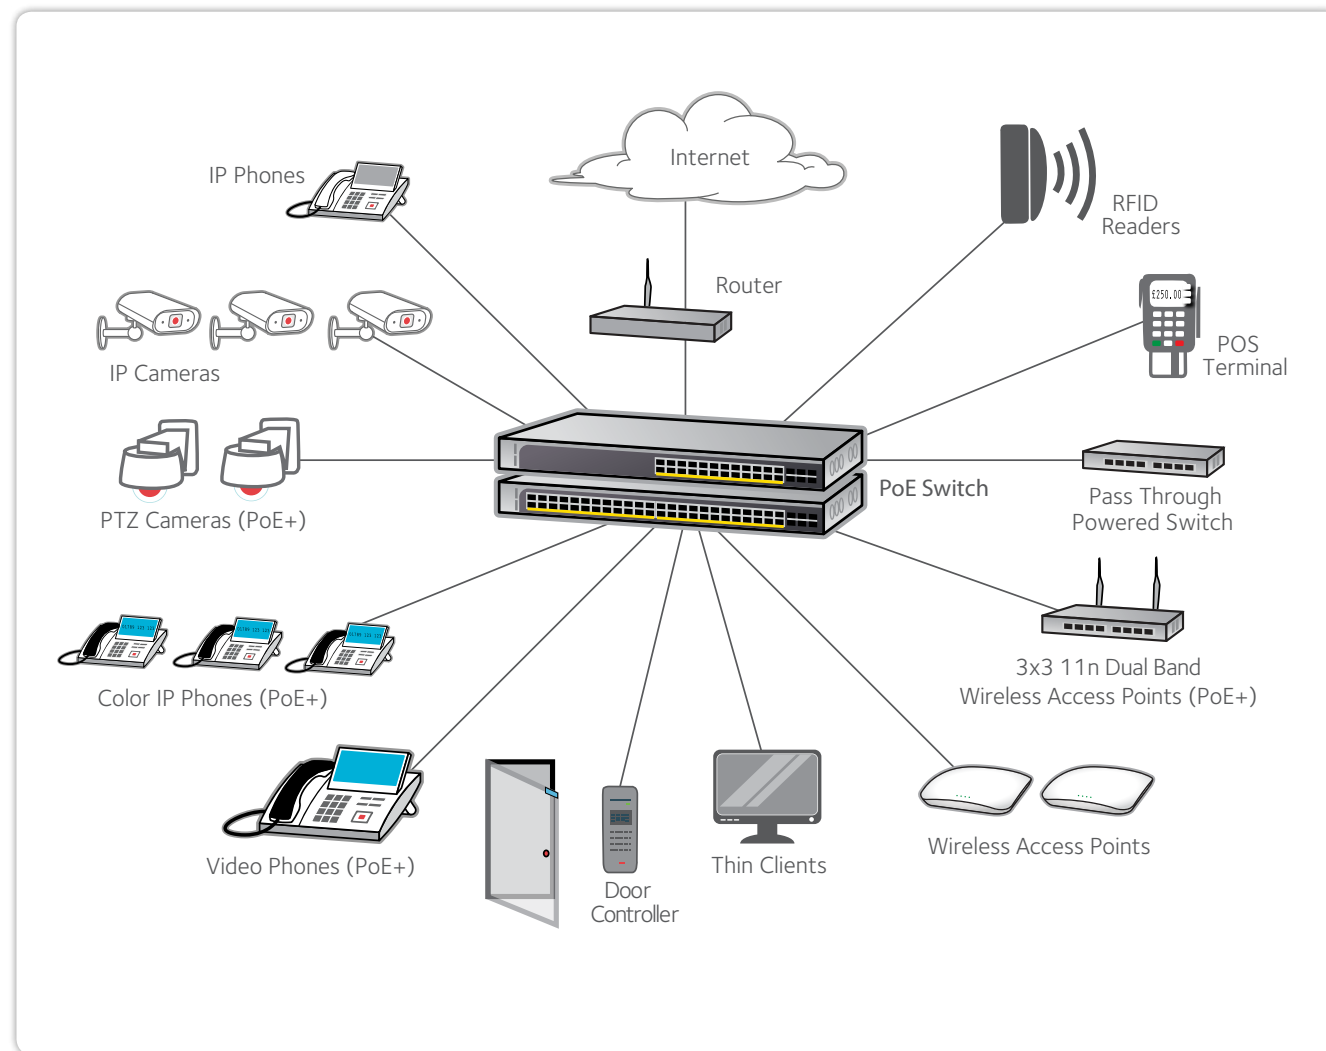 Internet
IP Phones
RFID
Readers
Router
£250.00
POS
Terminal
IP Cameras
PoE Switch
Pass Through
Powered Switch
PTZ Cameras (PoE+)
3x3 11n Dual Band
Wireless Access Points (PoE+)
Color IP Phones (PoE+)
Wireless Access Points
Video Phones (PoE+)
Thin Clients
Door
Controller